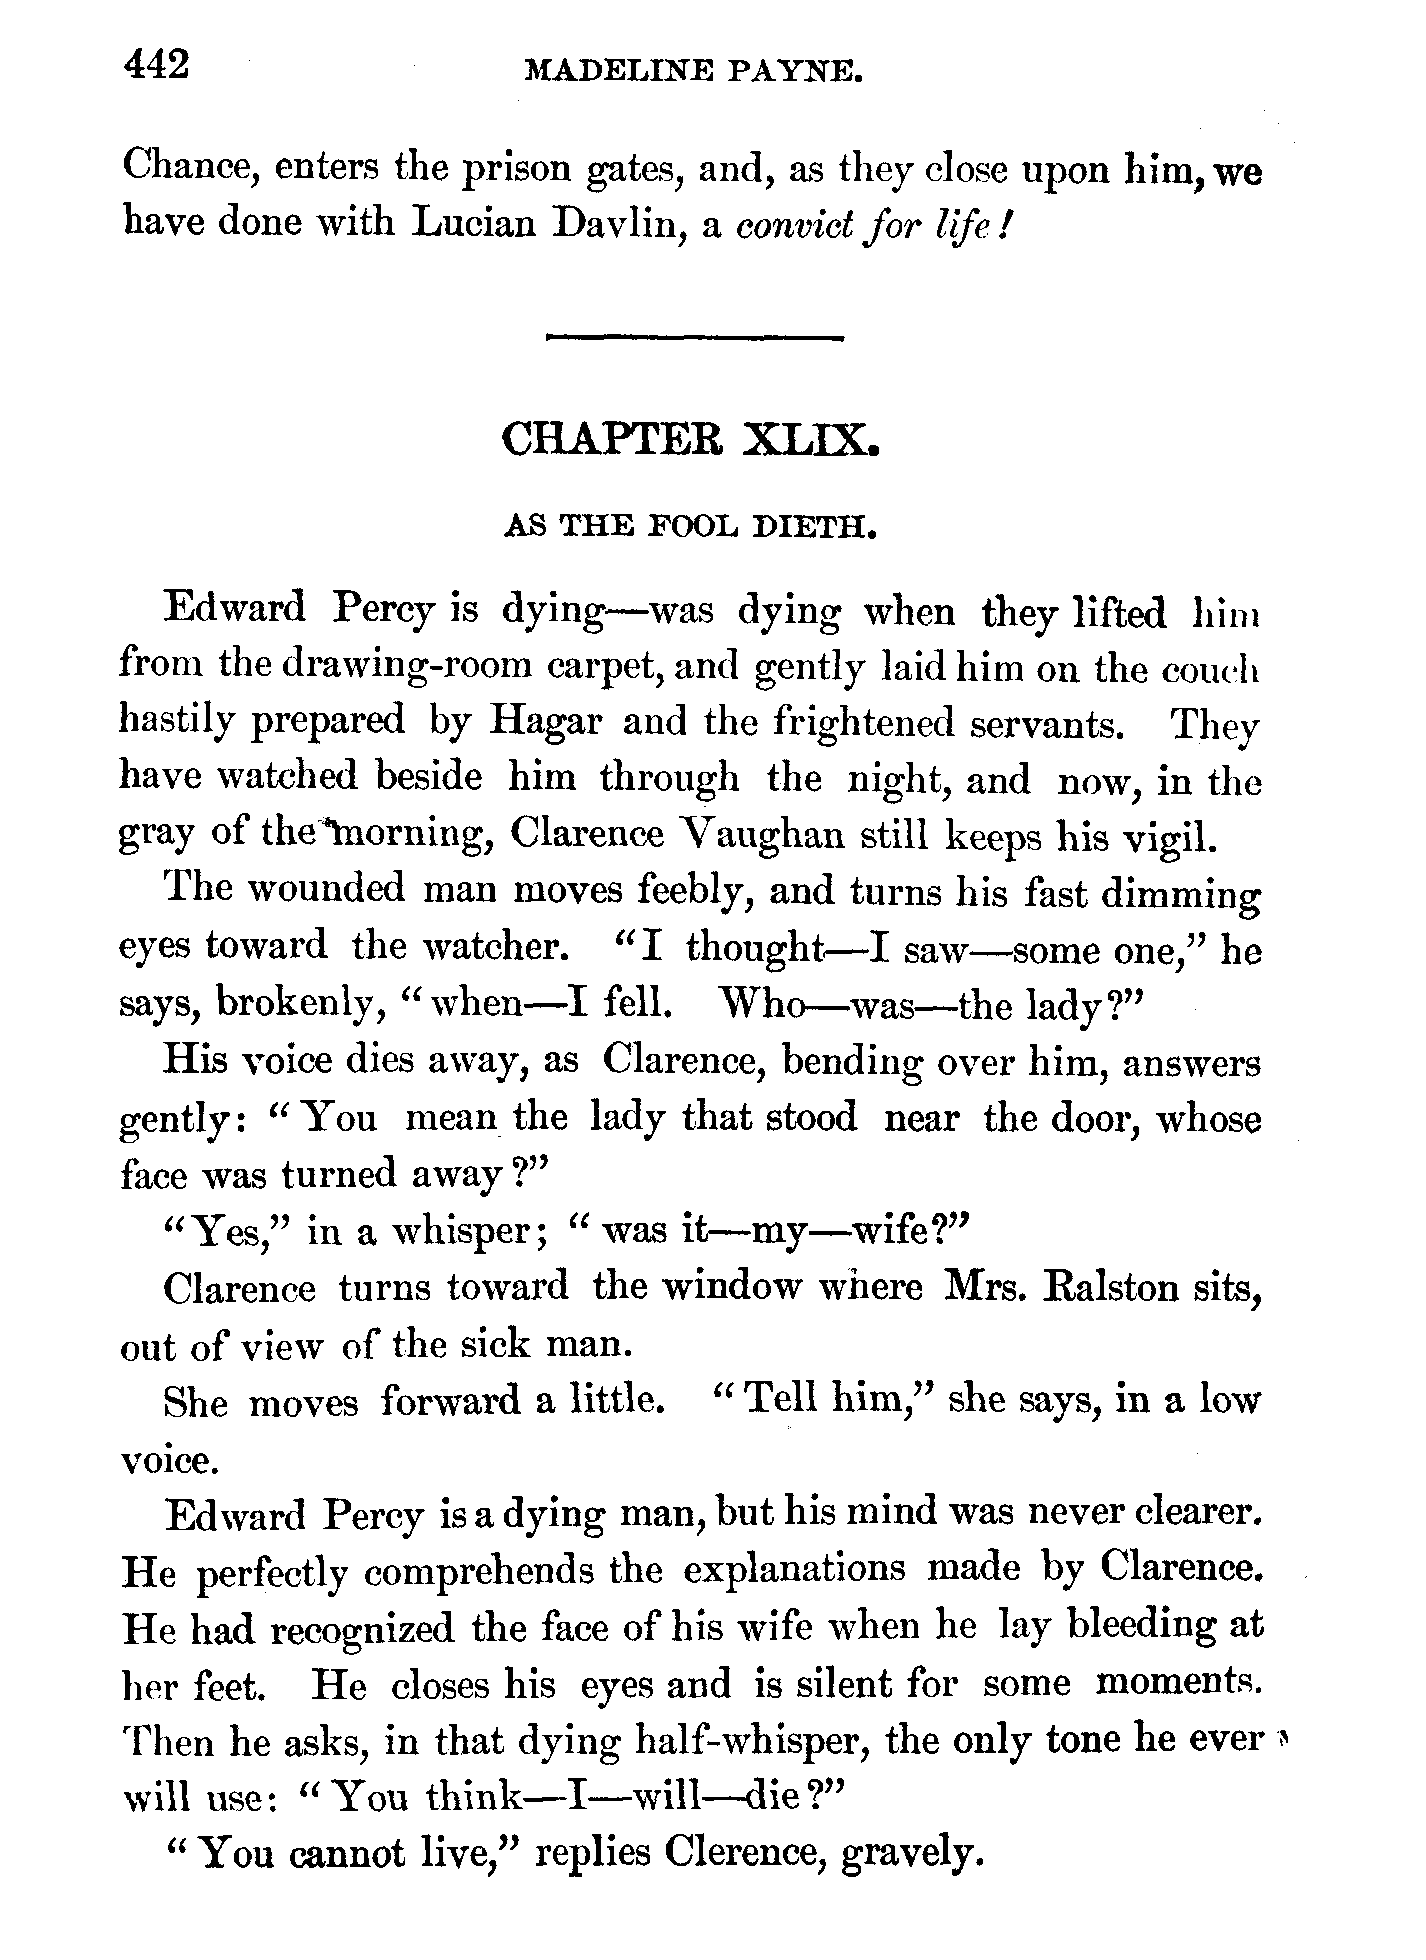 442 MADELINE PAYNE.
Chance, enters the prison gates, and, as they close upon him, we
have done with Lucian Davlin, a convict for life!
CHAPTER XLIX.
AS THE FOOL DIETH.
Edward Percy is dying—was dying when they lifted him
from the drawing-room carpet, and gently laid him on the couch
hastily prepared by Hagar and the frightened servants. They
have watched beside him through the night, and now, in the
gray of the morning, Clarence Vaughan still keeps his vigil.
The wounded man moves feebly, and turns his fast dimming
eyes toward the watcher. "I thought—I saw—some one," he
says, brokenly, "when—I fell. Who—was—the lady?"
His voice dies away, as Clarence, bending over him, answers
gently: "You mean the lady that stood near the door, whose
face was turned away?"
"Yes," in a whisper; "was it—my—wife?"
Clarence turns toward the window where Mrs. Ralston sits,
out of view of the sick man.
She moves forward a little. "Tell him," she says, in a low
voice.
Edward Percy is a dying man, but his mind was never clearer.
He perfectly comprehends the explanations made by Clarence.
He had recognized the face of his wife when he lay bleeding at
her feet. He closes his eyes and is silent for some moments.
Then he asks, in that dying half-whisper, the only tone he ever
will use: "You think—I—will—die?"
"You cannot live," replies Clerence, gravely.